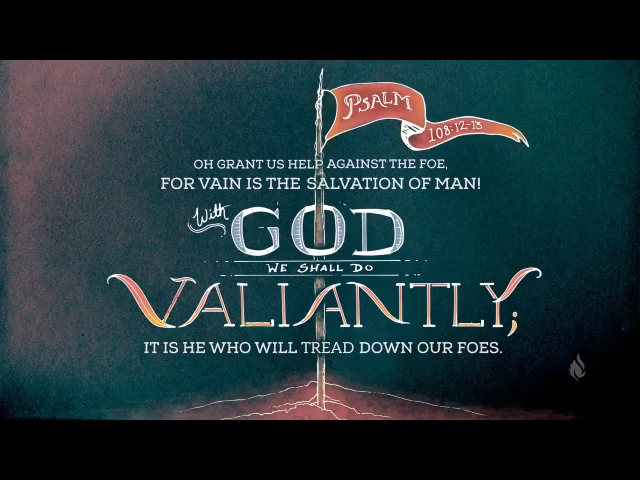 PSALM
108:12-13
OH GRANT US HELP AGAINST THE FOE,
FOR VAIN IS THE SALVATION OF MAN!
With
GOD
WE SHALL DO
VALIANTLY;
IT IS HE WHO WILL TREAD DOWN OUR FOES.